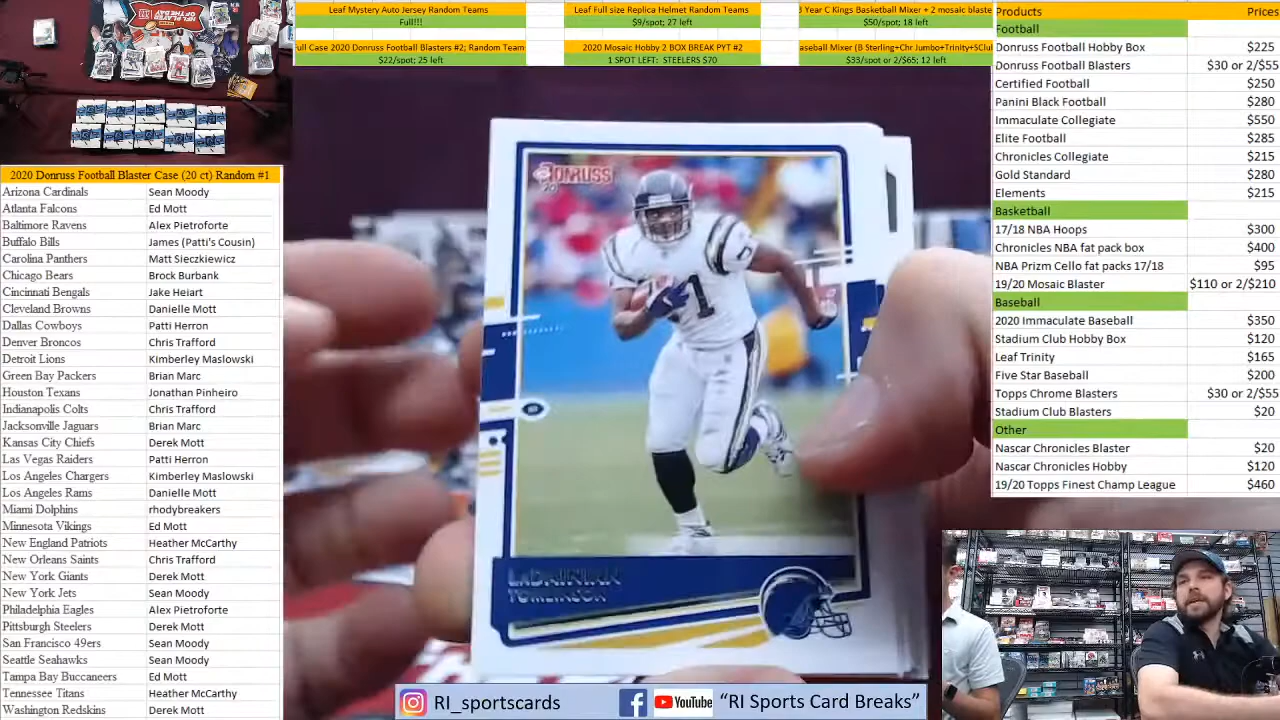 Leaf Mystery Auto Jersey Random Teams
Full!!!
Leaf Full size Replica Helmet Random Teams
$9/spot; 27 left
3 Year C Kings Basketball Mixer + 2 mosaic blaste
$50/spot; 18 left
ull Case 2020 Donruss Football Blasters #2; Random Team
$22/spot; 25 left
2020 Mosaic Hobby 2 BOX BREAK PYT #2
1 SPOT LEFT: STEELERS $70
aseball Mixer (B Sterling+Chr Jumbo+Trinity+SClub
$33/spot or 2/$65; 12 left
Products Prices
Football
Donruss Football Hobby Box $225
Donruss Football Blasters $30 or 2/$55
Certified Football $250
Panini Black Football $280
Immaculate Collegiate $550
Elite Football $285
Chronicles Collegiate $215
Gold Standard $280
Elements $215
Basketball
17/18 NBA Hoops $300
Chronicles NBA fat pack box $400
NBA Prizm Cello fat packs 17/18 $95
19/20 Mosaic Blaster $110 or 2/$210
Baseball
2020 Immaculate Baseball $350
Stadium Club Hobby Box $120
Leaf Trinity $165
Five Star Baseball $200
Topps Chrome Blasters $30 or 2/$55
Stadium Club Blasters $20
Other
Nascar Chronicles Blaster $20
Nascar Chronicles Hobby $120
19/20 Topps Finest Champ League $460
2020 Donruss Football Blaster Case (20 ct) Random #1
Arizona Cardinals Sean Moody
Atlanta Falcons Ed Mott
Baltimore Ravens Alex Pietroforte
Buffalo Bills James (Patti's Cousin)
Carolina Panthers Matt Sieczkiewicz
Chicago Bears Brock Burbank
Cincinnati Bengals Jake Heiart
Cleveland Browns Danielle Mott
Dallas Cowboys Patti Herron
Denver Broncos Chris Trafford
Detroit Lions Kimberley Maslowski
Green Bay Packers Brian Marc
Houston Texans Jonathan Pinheiro
Indianapolis Colts Chris Trafford
Jacksonville Jaguars Brian Marc
Kansas City Chiefs Derek Mott
Las Vegas Raiders Patti Herron
Los Angeles Chargers Kimberley Maslowski
Los Angeles Rams Danielle Mott
Miami Dolphins rhodybreakers
Minnesota Vikings Ed Mott
New England Patriots Heather McCarthy
New Orleans Saints Chris Trafford
New York Giants Derek Mott
New York Jets Sean Moody
Philadelphia Eagles Alex Pietroforte
Pittsburgh Steelers Derek Mott
San Francisco 49ers Sean Moody
Seattle Seahawks Sean Moody
Tampa Bay Buccaneers Ed Mott
Tennessee Titans Heather McCarthy
Washington Redskins Derek Mott
Donruss
20
LaDAINIAN
TOMLINSON
RI_sportscards
YouTube "RI Sports Card Breaks"